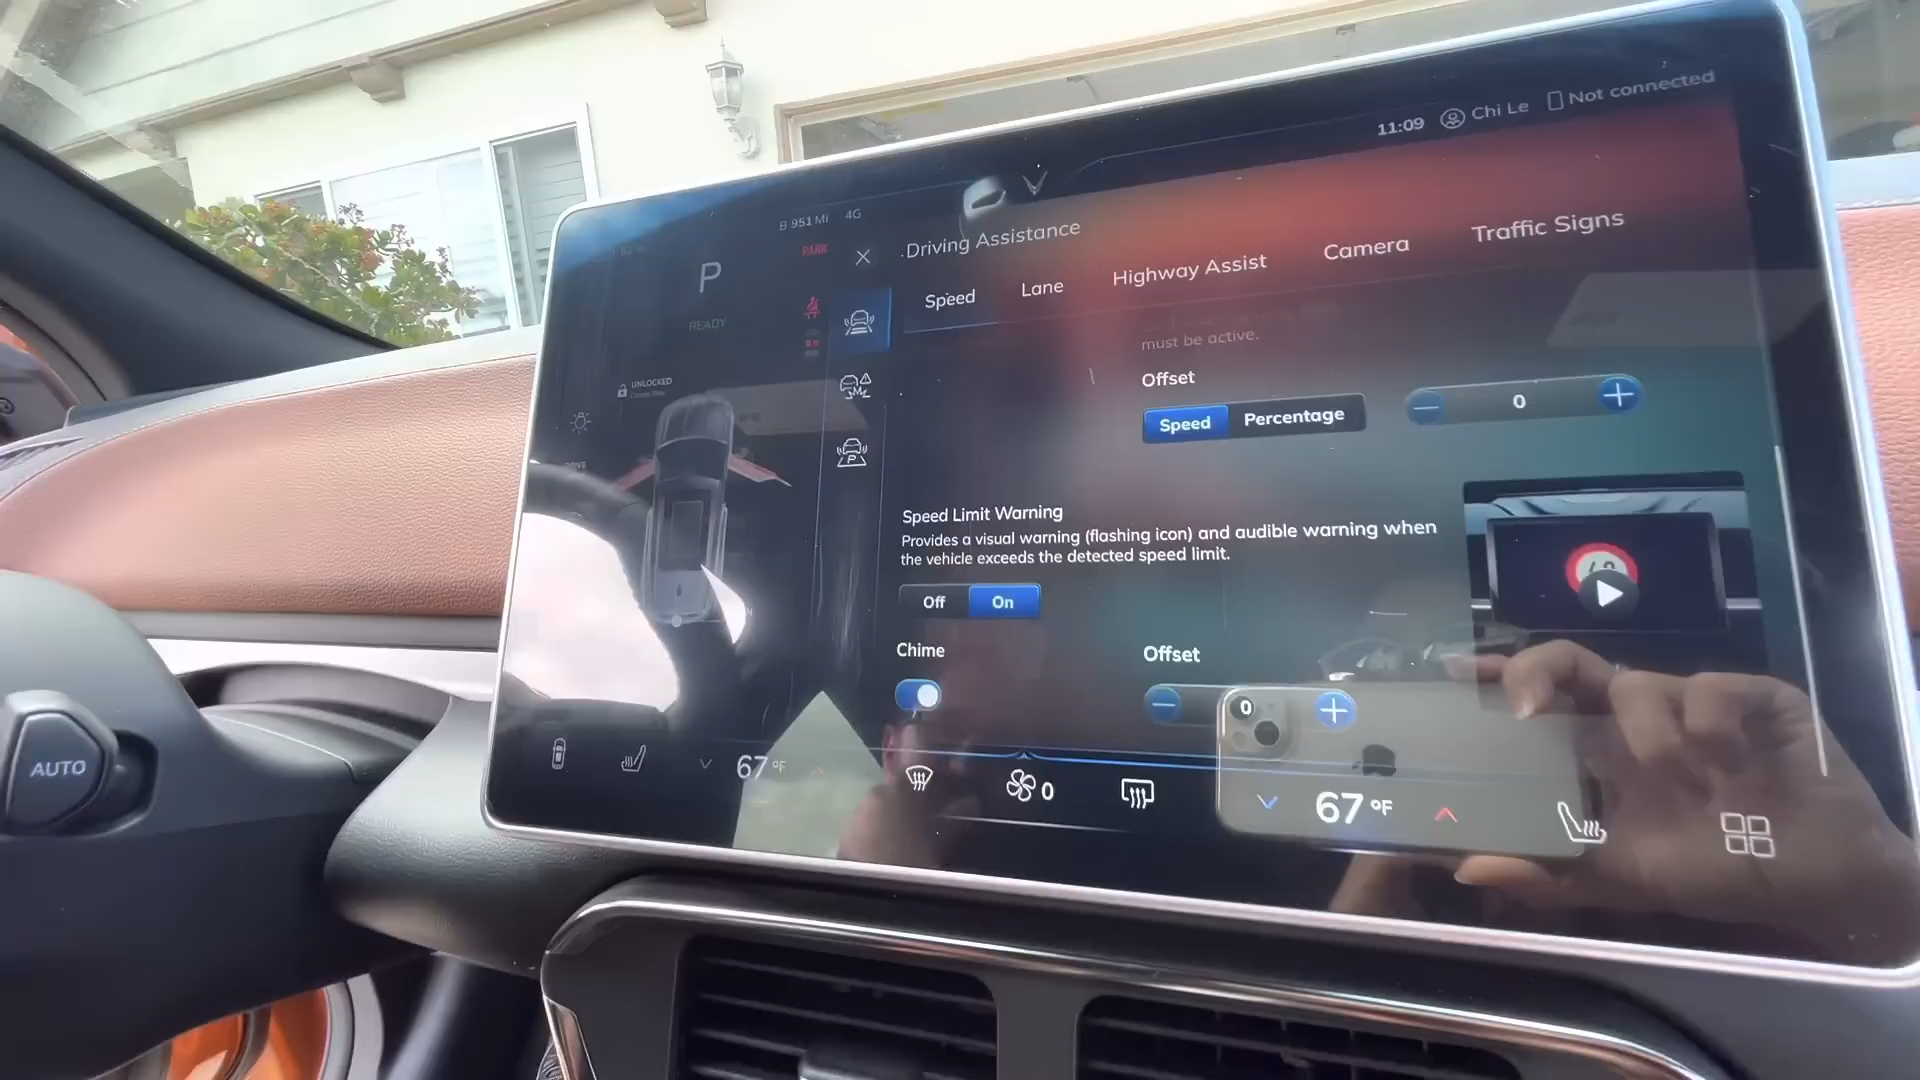 11:09 Chi Le Not connected
951 Mi 4G
PARK
P
READY
UNLOCKED
Driving Assistance
Speed Lane Highway Assist Camera Traffic Signs
must be active.
Offset
Speed Percentage
0
Speed Limit Warning
Provides a visual warning (flashing icon) and audible warning when
the vehicle exceeds the detected speed limit.
Off On
Chime
Offset
0
67 °F
0
67 °F
AUTO